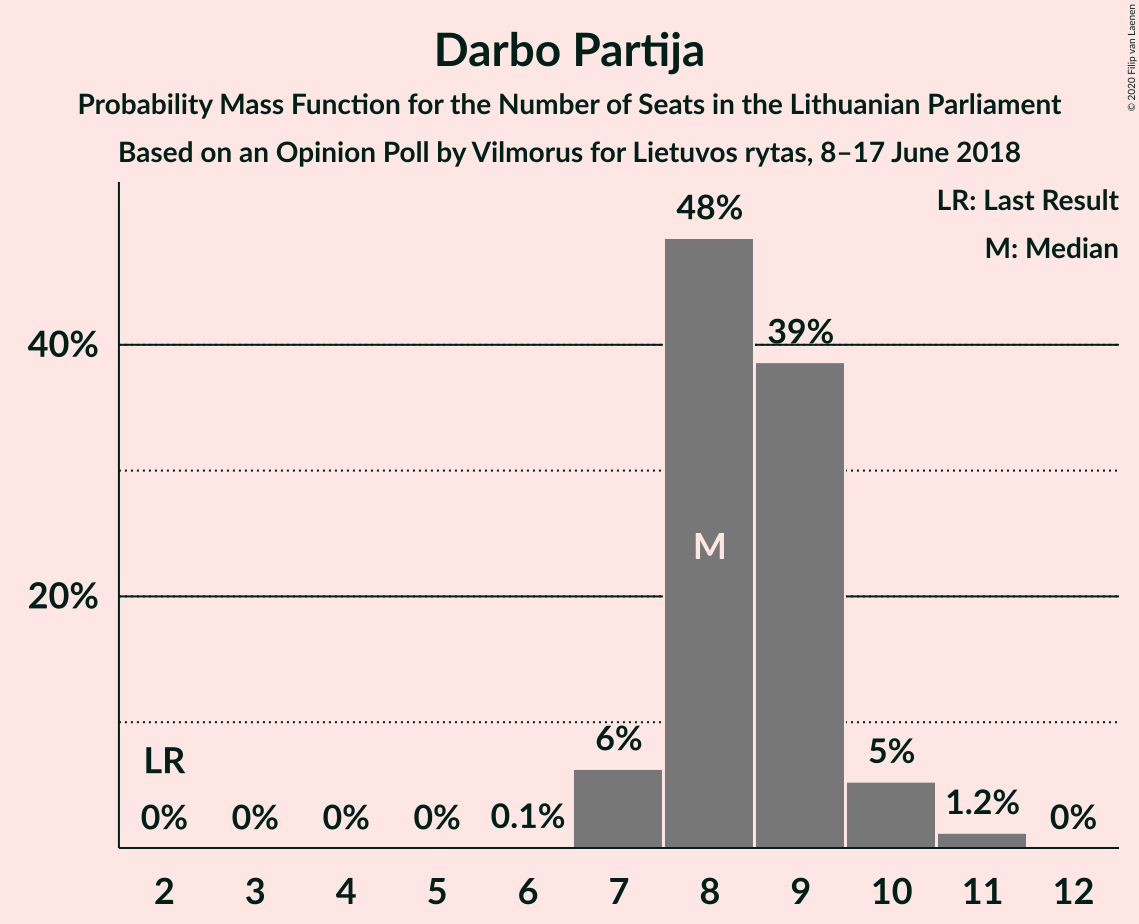 Darbo Partija
Probability Mass Function for the Number of Seats in the Lithuanian Parliament
Based on an Opinion Poll by Vilmorus for Lietuvos rytas, 8–17 June 2018
© 2020 Filip van Laenen
LR: Last Result
M: Median
48%
40%
39%
M
20%
6%
5%
LR
1.2%
0% 0% 0% 0% 0.1% 0%
2 3 4 5 6 7 8 9 10 11 12